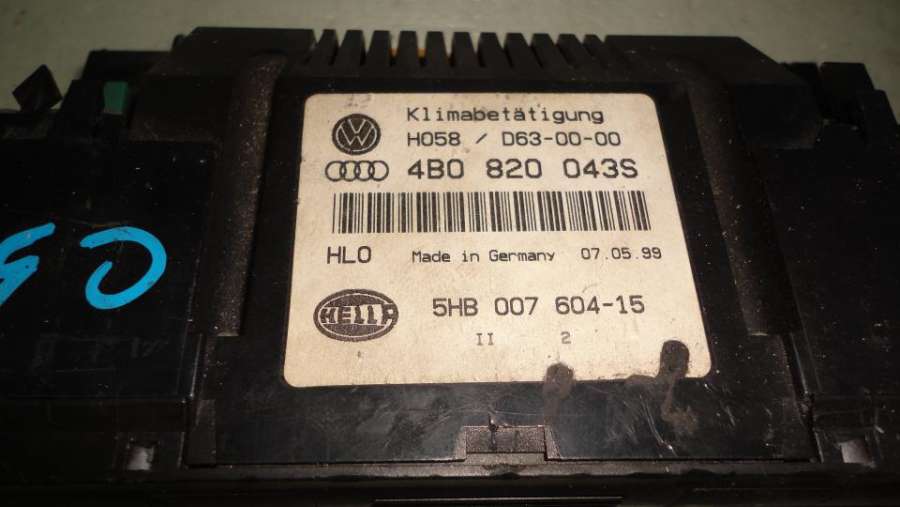 Klimabetätigung
H058 / D63-00-00
4B0 820 043S
HLO Made in Germany 07.05.99
HELLA 5HB 007 604-15
II 2